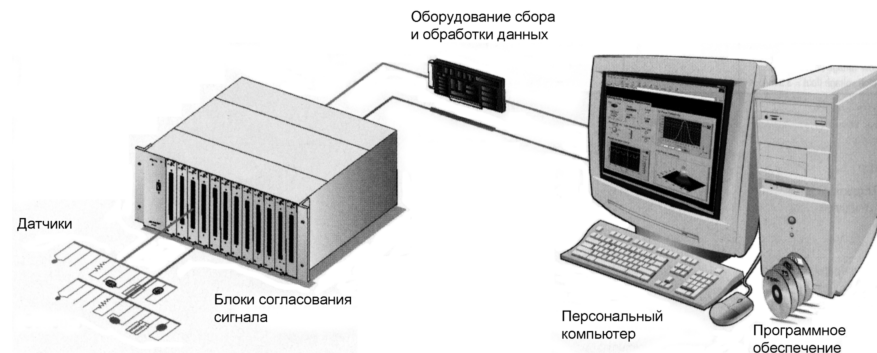 Оборудование сбора
и обработки данных
Датчики
Блоки согласования
сигнала
Персональный
компьютер
Программное
обеспечение